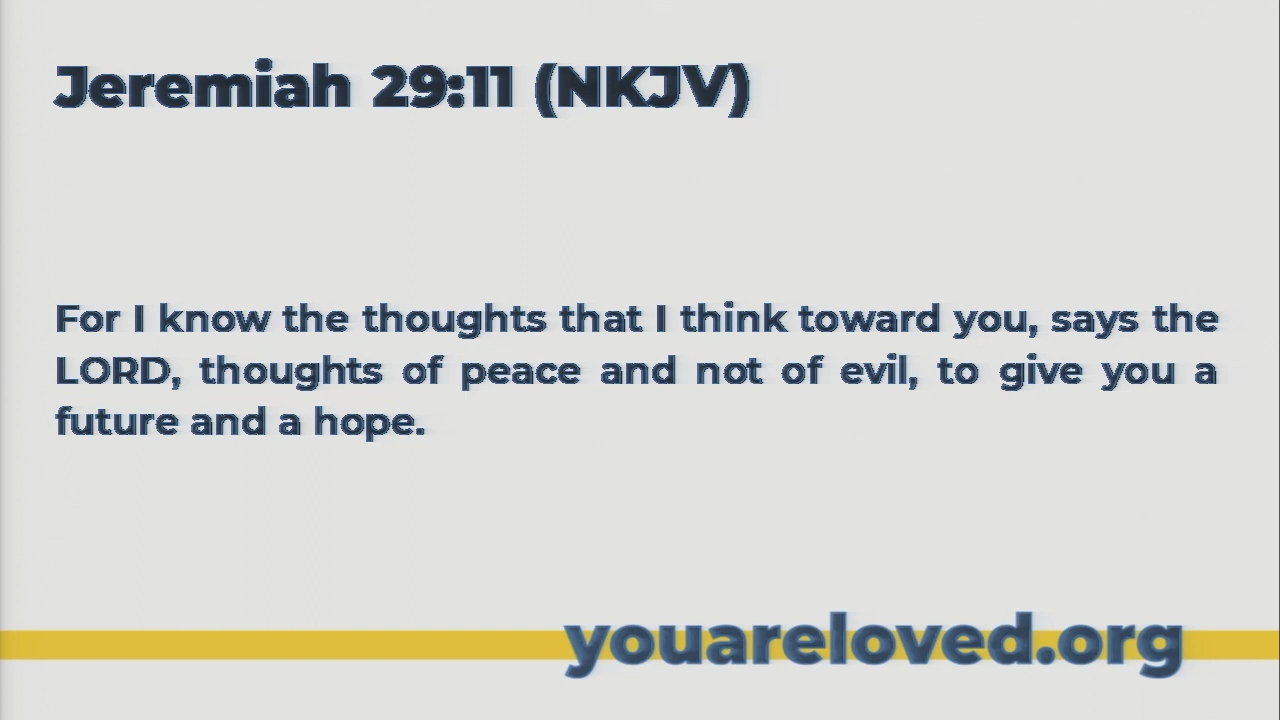 Jeremiah 29:11 (NKJV)
For I know the thoughts that I think toward you, says the
LORD, thoughts of peace and not of evil, to give you a
future and a hope.
youareloved.org